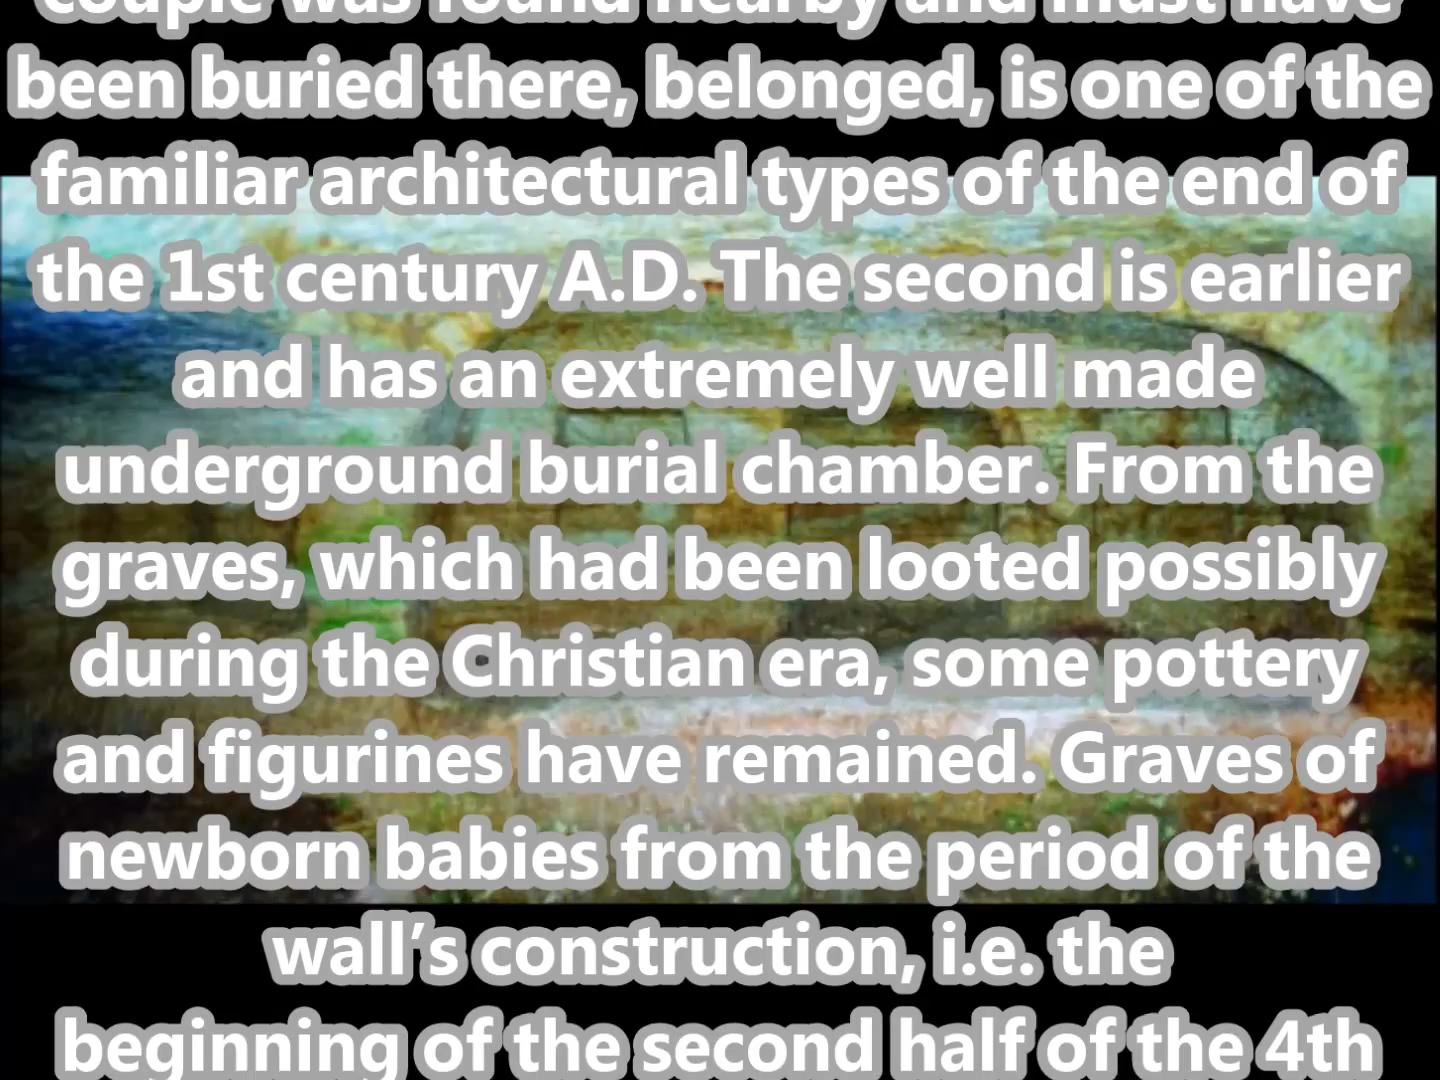 couple was found nearby and must have
been buried there, belonged, is one of the
familiar architectural types of the end of
the 1st century A.D. The second is earlier
and has an extremely well made
underground burial chamber. From the
graves, which had been looted possibly
during the Christian era, some pottery
and figurines have remained. Graves of
newborn babies from the period of the
wall’s construction, i.e. the
beginning of the second half of the 4th